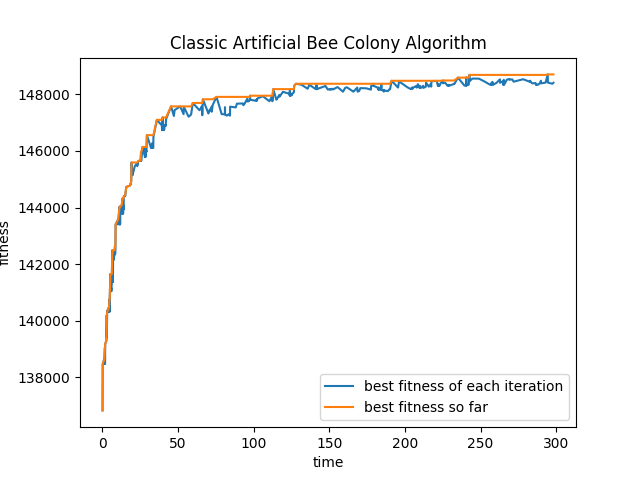 Classic Artificial Bee Colony Algorithm
fitness
148000
146000
144000
142000
140000
138000
0 50 100 150 200 250 300
time
best fitness of each iteration
best fitness so far